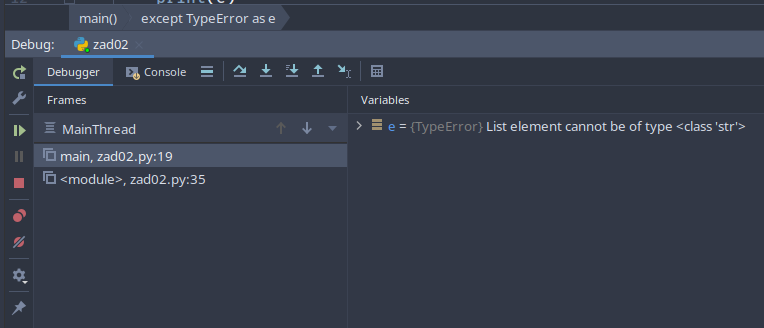 print(e)
main() except TypeError as e
Debug: zad02
Debugger Console
Frames Variables
MainThread
e = {TypeError} List element cannot be of type <class 'str'>
main, zad02.py:19
<module>, zad02.py:35